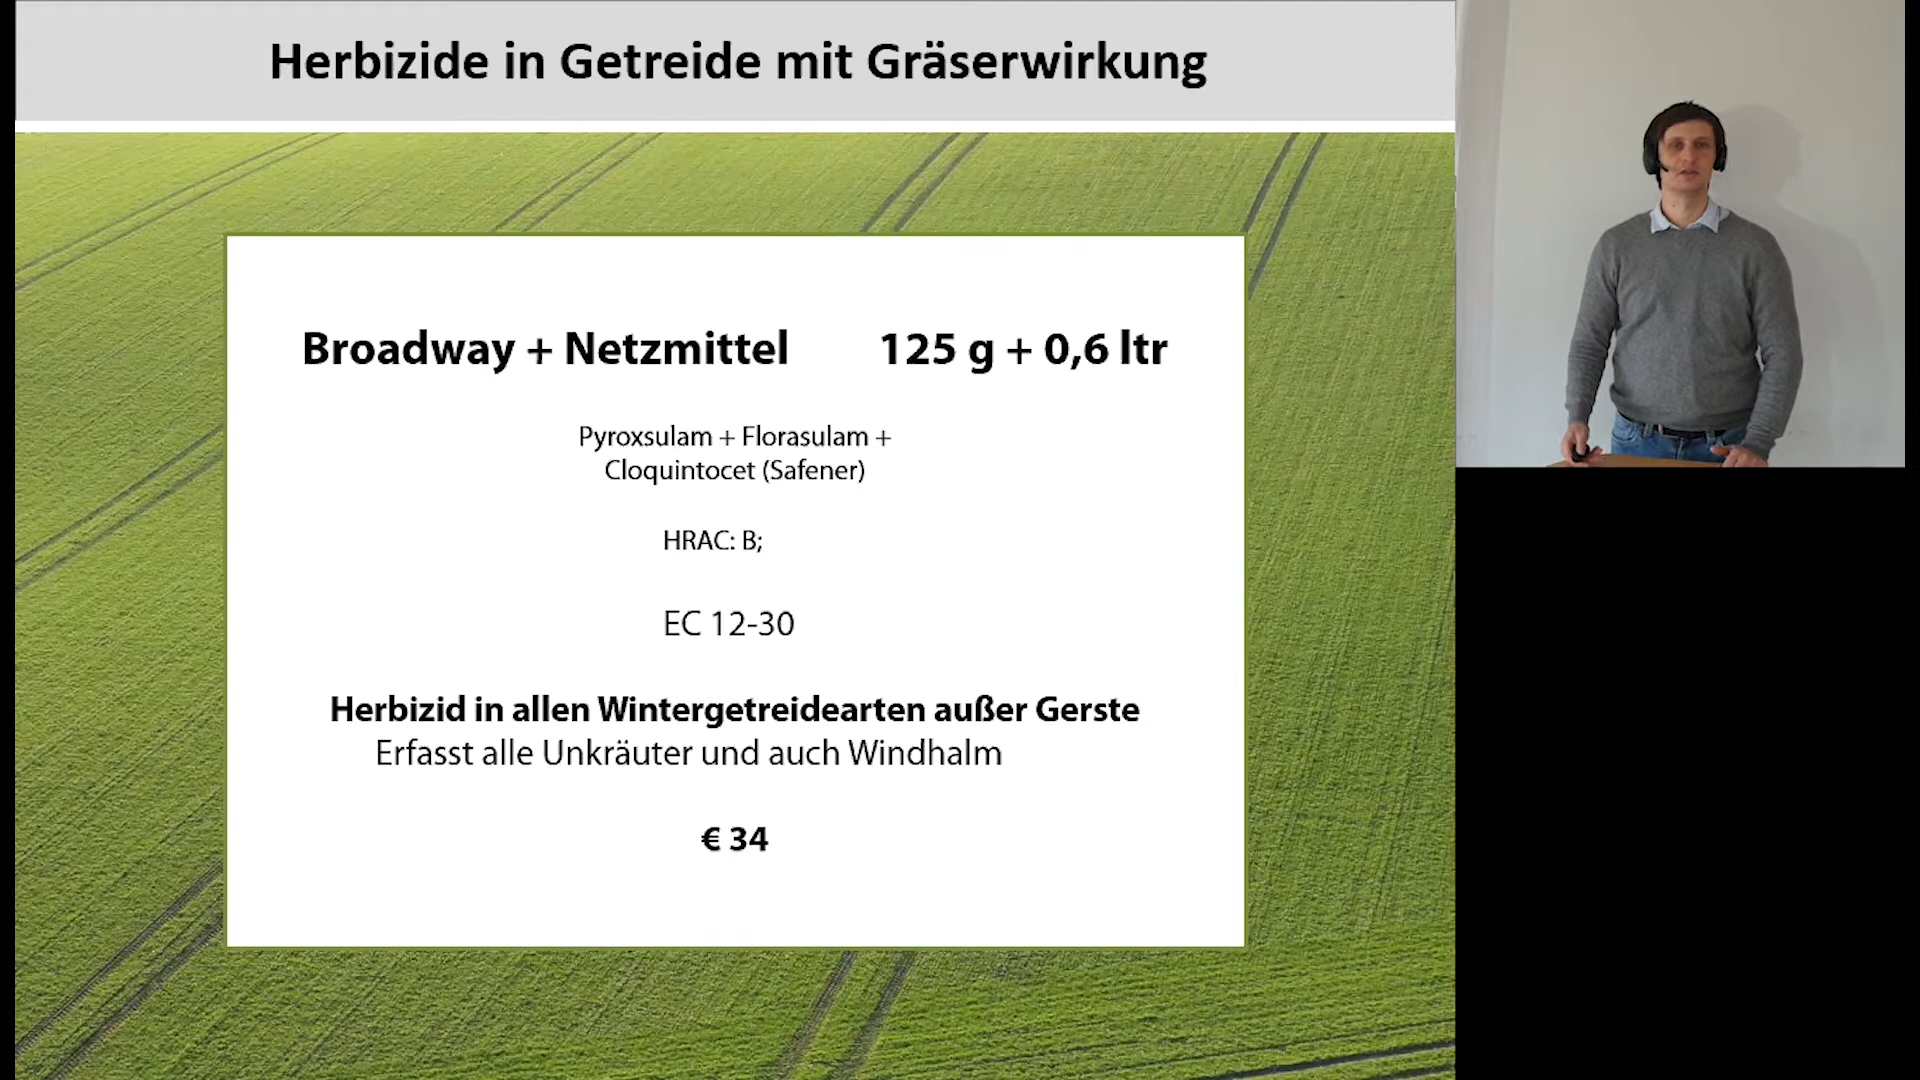 Herbizide in Getreide mit Gräserwirkung
Broadway + Netzmittel 125 g + 0,6 ltr
Pyroxsulam + Florasulam +
Cloquintocet (Safener)
HRAC: B;
EC 12-30
Herbizid in allen Wintergetreidearten außer Gerste
Erfasst alle Unkräuter und auch Windhalm
€ 34